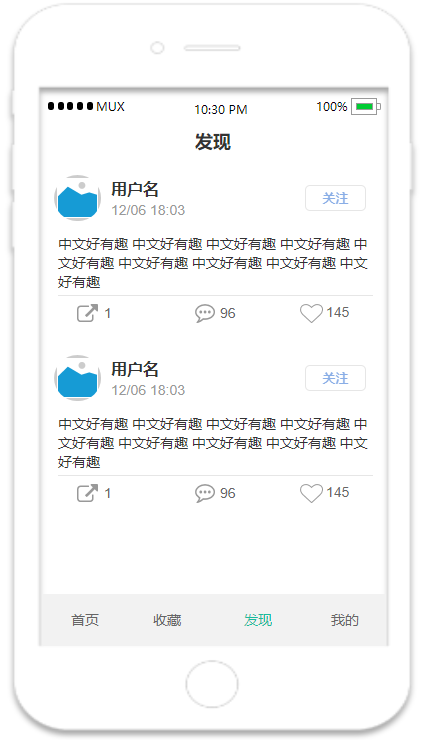 MUX 10:30 PM 100%
发现
用户名
12/06 18:03
关注
中文好有趣 中文好有趣 中文好有趣 中文好有趣 中
文好有趣 中文好有趣 中文好有趣 中文好有趣 中文
好有趣
1 96 145
用户名
12/06 18:03
关注
中文好有趣 中文好有趣 中文好有趣 中文好有趣 中
文好有趣 中文好有趣 中文好有趣 中文好有趣 中文
好有趣
1 96 145
首页 收藏 发现 我的